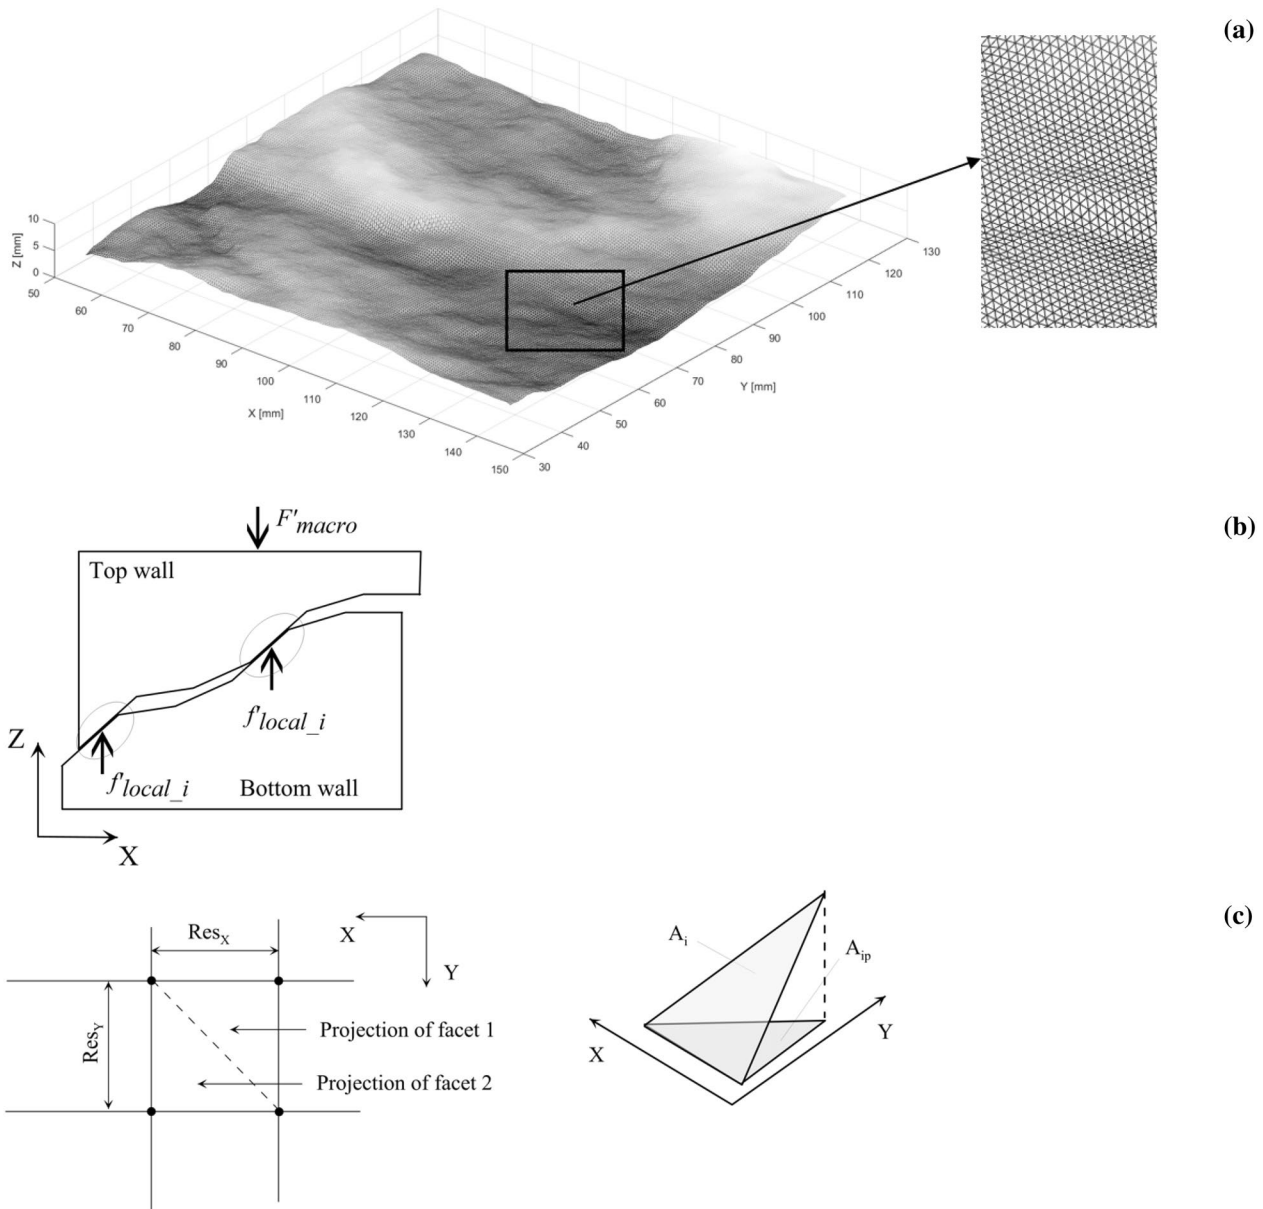 (a)
10
5
0
Z [mm]
50
60
70
80
90
100
110
120
130
140
150
X [mm]
30
40
50
60
70
80
90
100
110
120
130
Y [mm]
(b)
F'macro
Top wall
f'local_i
f'local_i
Bottom wall
Z
X
(c)
ResX
X
Y
ResY
Projection of facet 1
Projection of facet 2
Ai
Aip
X
Y